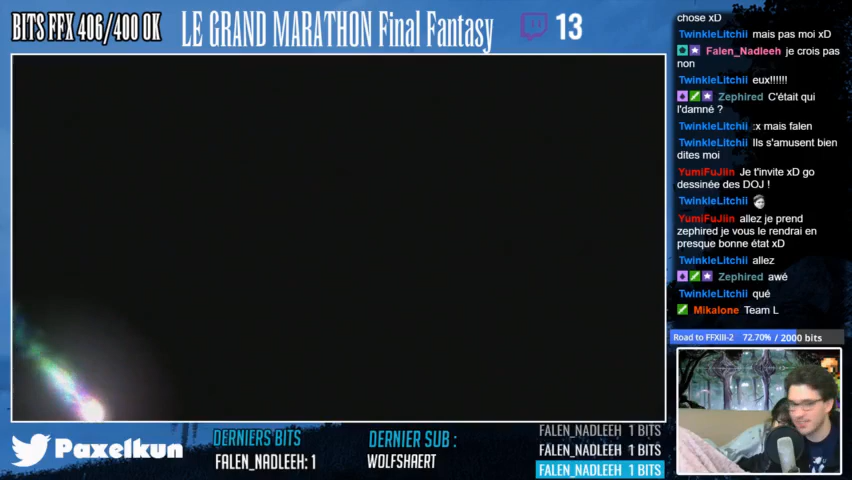 BITS FFX 406/400 OK
LE GRAND MARATHON Final Fantasy
13
chose xD
TwinkleLitchii mais pas moi xD
Falen_Nadleeh je crois pas
non
TwinkleLitchii eux!!!!!!
Zephired C'était qui
l'damné ?
TwinkleLitchii :x mais falen
TwinkleLitchii Ils s'amusent bien
dites moi
YumiFuJiin Je t'invite xD go
dessinée des DOJ !
TwinkleLitchii
YumiFuJiin allez je prend
zephired je vous le rendrai en
presque bonne état xD
TwinkleLitchii allez
Zephired awé
TwinkleLitchii qué
Mikalone Team L
Road to FFXIII-2 72.70% / 2000 bits
Paxelkun
DERNIERS BITS
FALEN_NADLEEH: 1
DERNIER SUB :
WOLFSHAERT
FALEN_NADLEEH 1 BITS
FALEN_NADLEEH 1 BITS
FALEN_NADLEEH 1 BITS